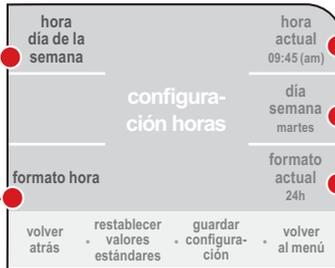 hora
día de la
semana
configura-
ción horas
formato hora
hora
actual
09:45 (am)
día
semana
martes
formato
actual
24h
volver
atrás
restablecer
valores
estándares
guardar
configura-
ción
volver
al menú